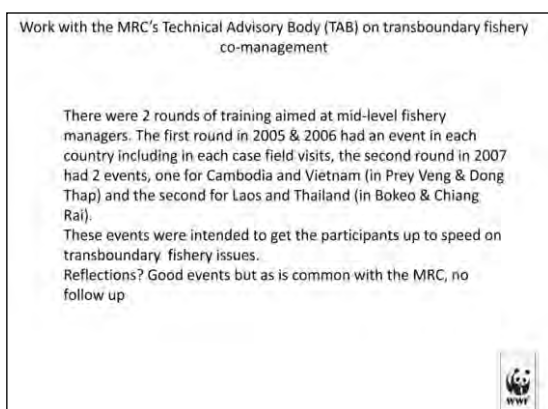 Work with the MRC's Technical Advisory Body (TAB) on transboundary fishery
co-management
There were 2 rounds of training aimed at mid-level fishery
managers. The first round in 2005 & 2006 had an event in each
country including in each case field visits, the second round in 2007
had 2 events, one for Cambodia and Vietnam (in Prey Veng & Dong
Thap) and the second for Laos and Thailand (in Bokeo & Chiang
Rai).
These events were intended to get the participants up to speed on
transboundary fishery issues.
Reflections? Good events but as is common with the MRC, no
follow up
WWF